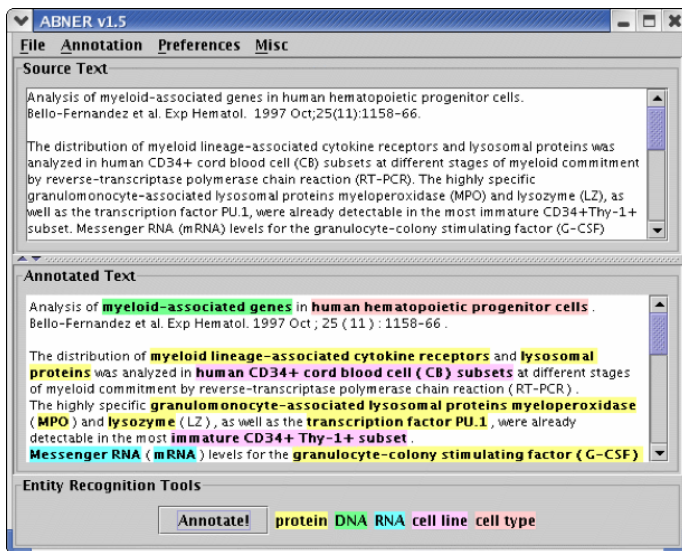 ABNER v1.5
File Annotation Preferences Misc
Source Text
Analysis of myeloid-associated genes in human hematopoietic progenitor cells.
Bello-Fernandez et al. Exp Hematol. 1997 Oct;25(11):1158-66.
The distribution of myeloid lineage-associated cytokine receptors and lysosomal proteins was
analyzed in human CD34+ cord blood cell (CB) subsets at different stages of myeloid commitment
by reverse-transcriptase polymerase chain reaction (RT-PCR). The highly specific
granulomonocyte-associated lysosomal proteins myeloperoxidase (MPO) and lysozyme (LZ), as
well as the transcription factor PU.1, were already detectable in the most immature CD34+Thy-1+
subset. Messenger RNA (mRNA) levels for the granulocyte-colony stimulating factor (G-CSF)
Annotated Text
Analysis of myeloid-associated genes in human hematopoietic progenitor cells .
Bello-Fernandez et al. Exp Hematol. 1997 Oct ; 25 ( 11 ) : 1158-66 .
The distribution of myeloid lineage-associated cytokine receptors and lysosomal
proteins was analyzed in human CD34+ cord blood cell ( CB ) subsets at different stages
of myeloid commitment by reverse-transcriptase polymerase chain reaction ( RT-PCR ) .
The highly specific granulomonocyte-associated lysosomal proteins myeloperoxidase
( MPO ) and lysozyme ( LZ ) , as well as the transcription factor PU.1 , were already
detectable in the most immature CD34+ Thy-1+ subset .
Messenger RNA ( mRNA ) levels for the granulocyte-colony stimulating factor ( G-CSF )
Entity Recognition Tools
Annotate! protein DNA RNA cell line cell type